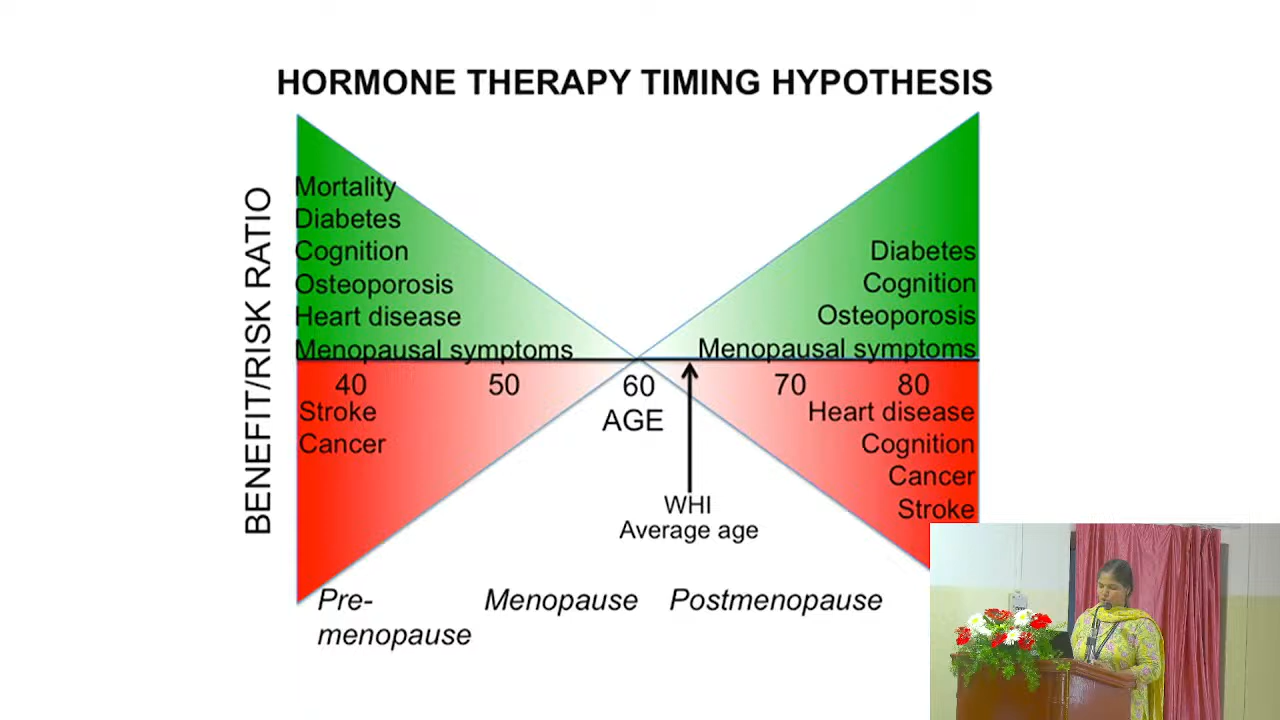 HORMONE THERAPY TIMING HYPOTHESIS
BENEFIT/RISK RATIO
Mortality
Diabetes
Cognition
Osteoporosis
Heart disease
Menopausal symptoms
Diabetes
Cognition
Osteoporosis
Menopausal symptoms
40 50 60 70 80
AGE
Stroke
Cancer
Heart disease
Cognition
Cancer
Stroke
WHI
Average age
Pre-
menopause
Menopause
Postmenopause